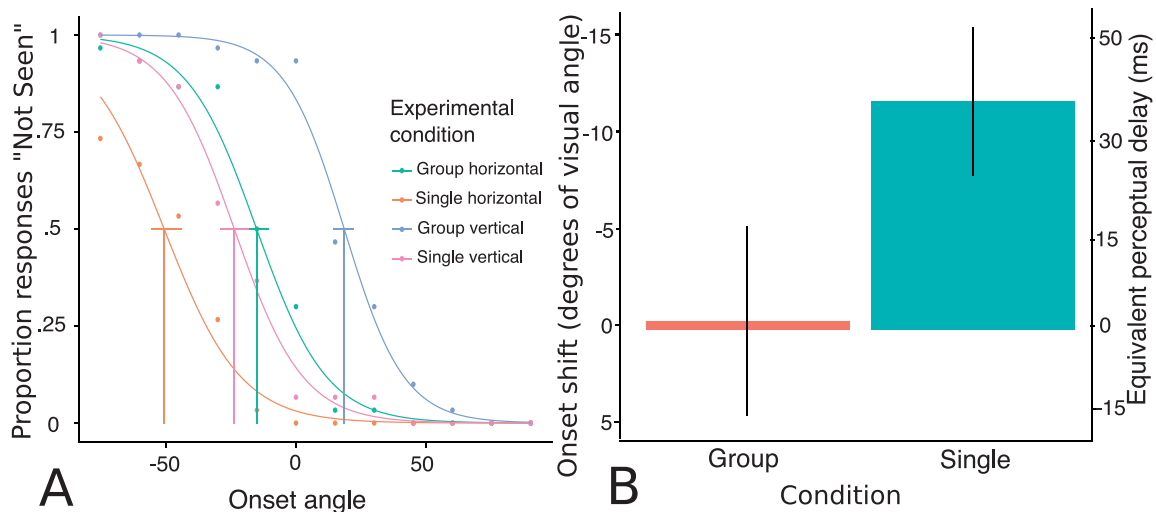 Proportion responses "Not Seen"
1
.75
.5
.25
0
-50
0
50
Onset angle
A
Experimental
condition
Group horizontal
Single horizontal
Group vertical
Single vertical
Onset shift (degrees of visual angle)
-15
-10
-5
0
5
Group
Single
Condition
B
50
30
15
0
-15
Equivalent perceptual delay (ms)